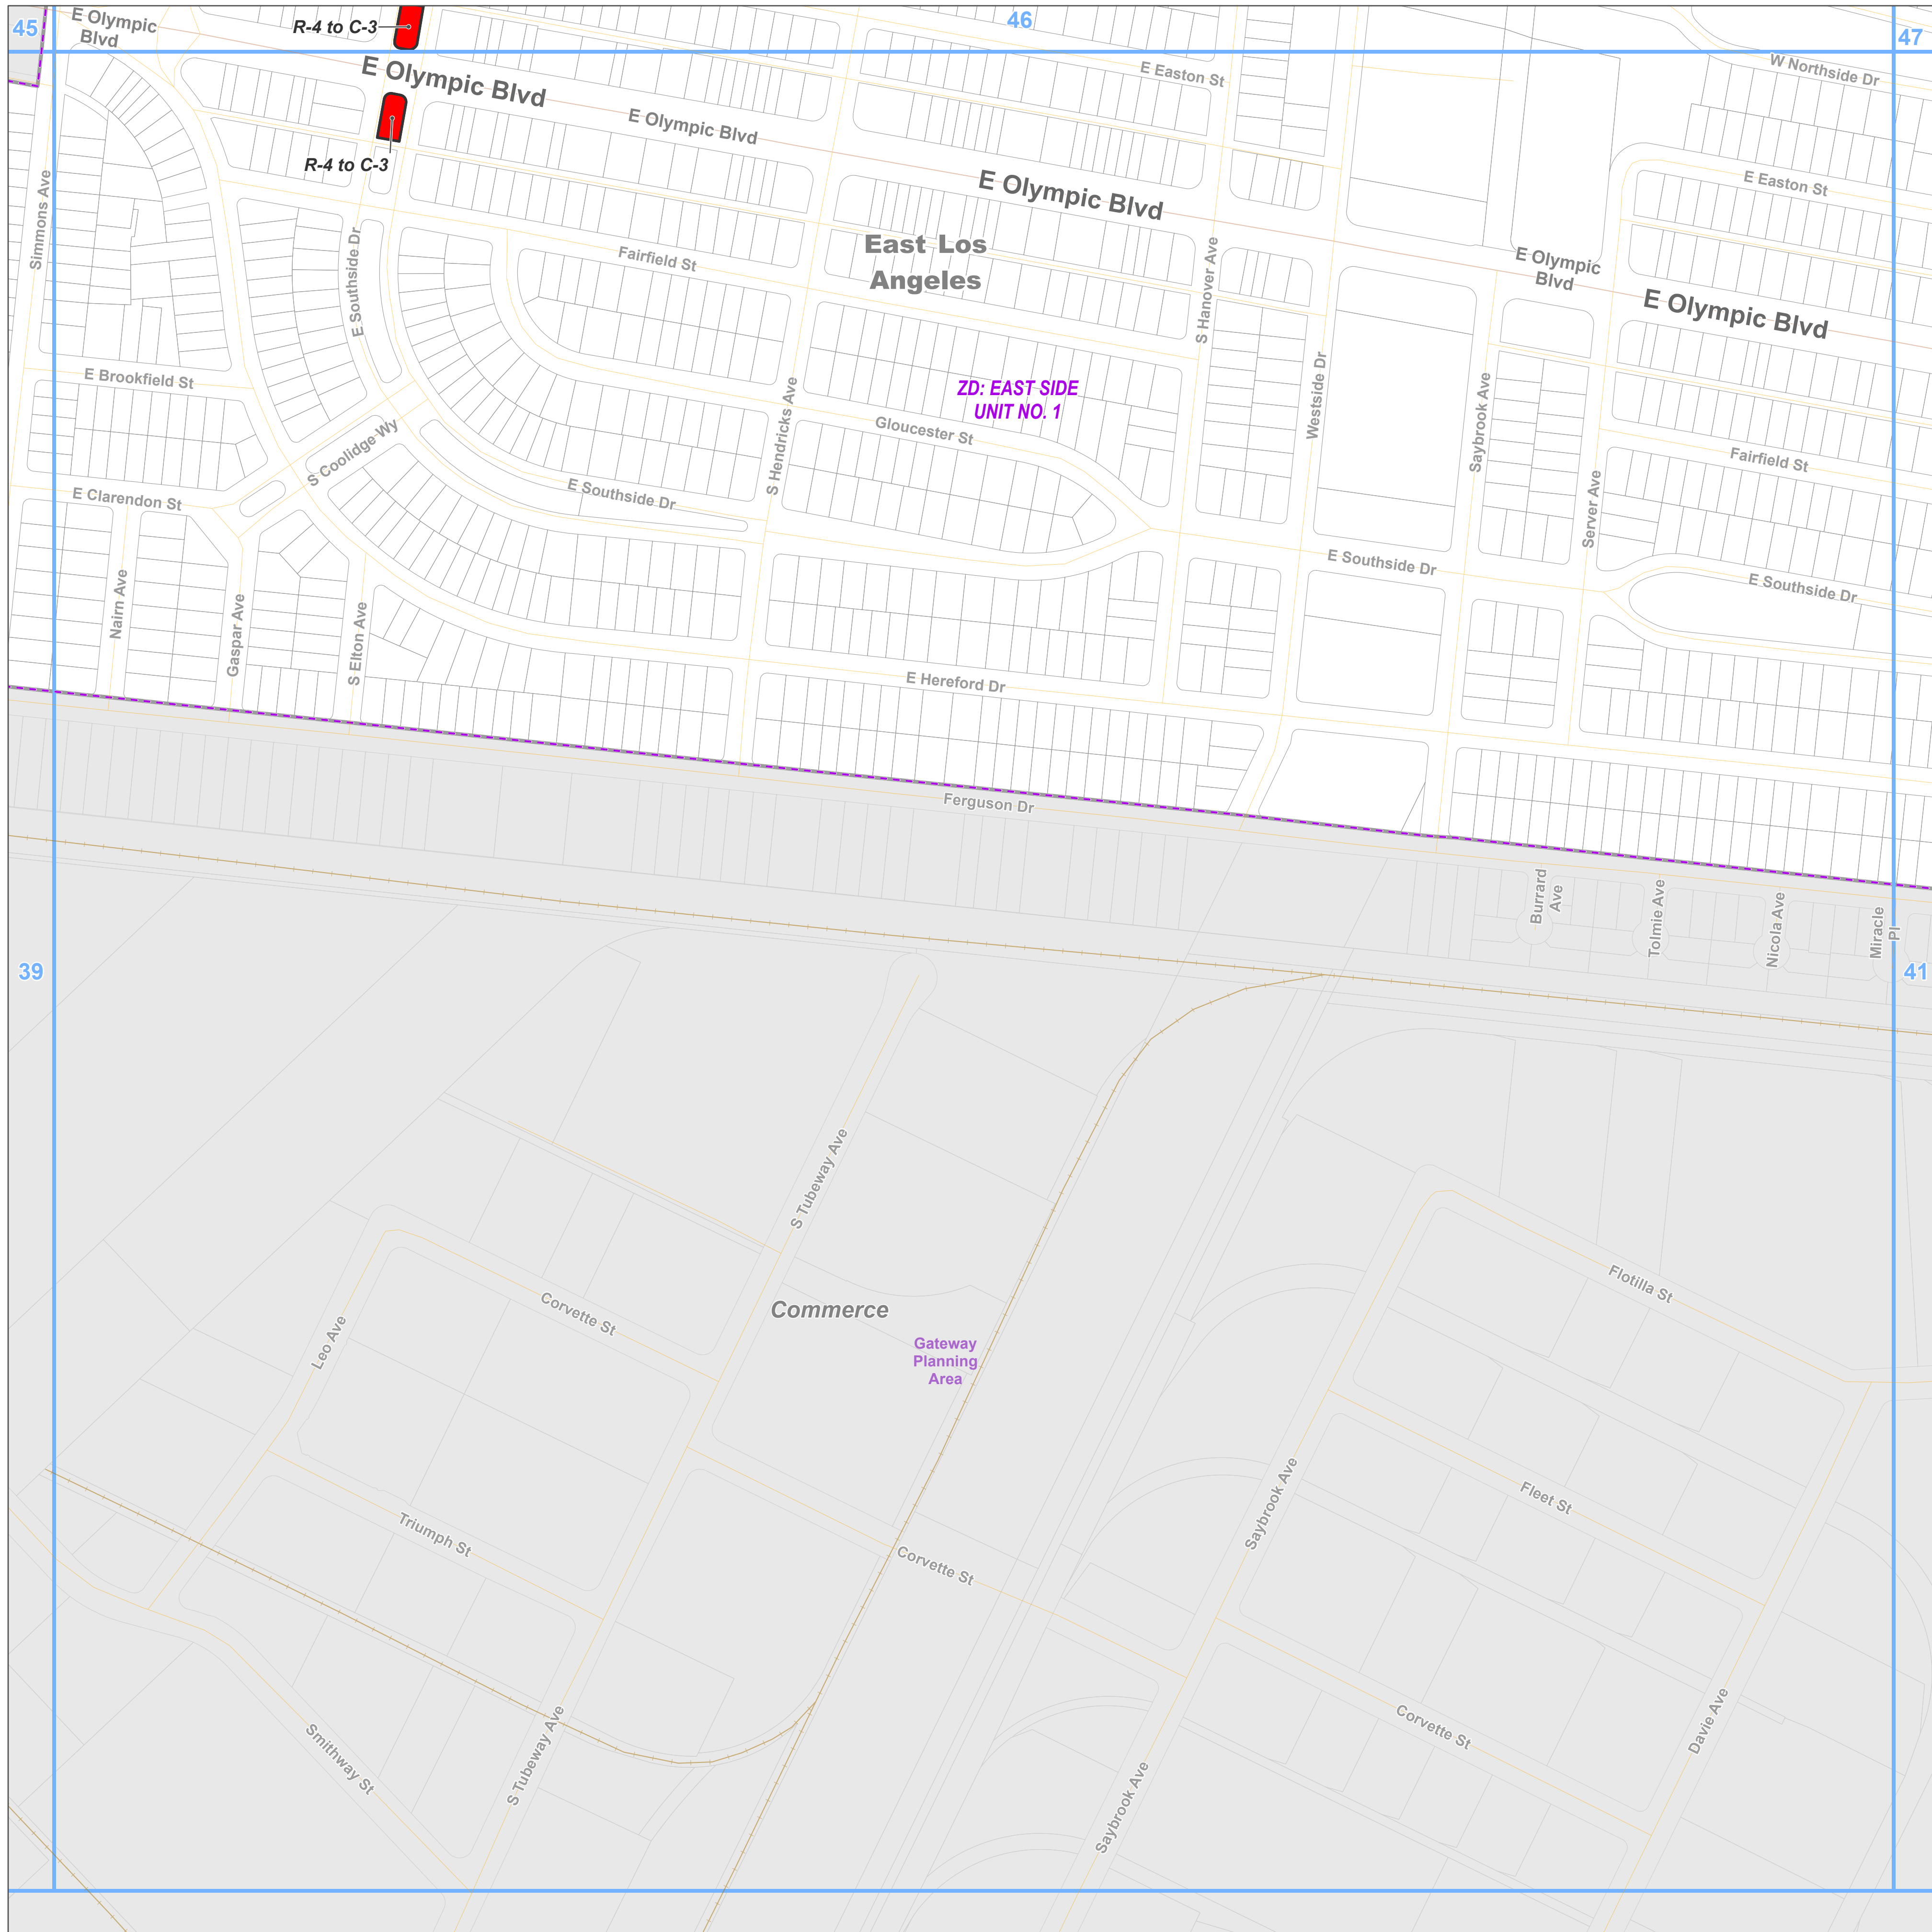 45
E Olympic
Blvd
R-4 to C-3
46
47
E Olympic Blvd
E Easton St
W Northside Dr
E Olympic Blvd
R-4 to C-3
E Olympic Blvd
E Easton St
Simmons Ave
E Southside Dr
Fairfield St
East Los
Angeles
S Hanover Ave
E Olympic
Blvd
E Olympic Blvd
E Brookfield St
ZD: EAST SIDE
UNIT NO. 1
Westside Dr
Saybrook Ave
S Hendricks Ave
Gloucester St
S Coolidge Wy
Fairfield St
E Clarendon St
E Southside Dr
Server Ave
E Southside Dr
E Southside Dr
Nairn Ave
Gaspar Ave
S Elton Ave
E Hereford Dr
Ferguson Dr
Burrard
Ave
Tolmie Ave
Nicola Ave
Miracle
Pl
39
41
S Tubeway Ave
Leo Ave
Corvette St
Commerce
Gateway
Planning
Area
Flotilla St
Triumph St
Corvette St
Saybrook Ave
Fleet St
Smithway St
S Tubeway Ave
Saybrook Ave
Corvette St
Davie Ave